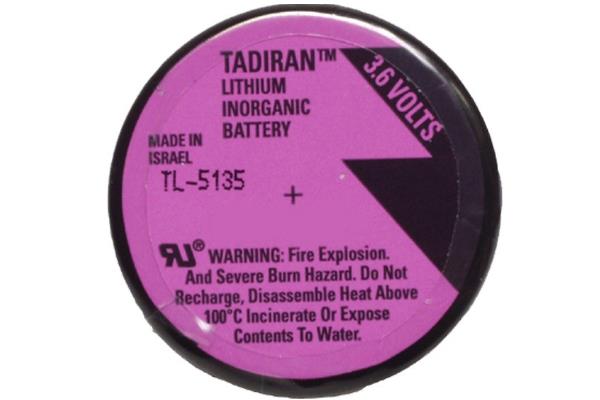 TADIRAN™
LITHIUM
INORGANIC
BATTERY
3.6 VOLTS
MADE IN
ISRAEL
TL-5135
+
RU®
WARNING: Fire Explosion.
And Severe Burn Hazard. Do Not
Recharge, Disassemble Heat Above
100°C Incinerate Or Expose
Contents To Water.